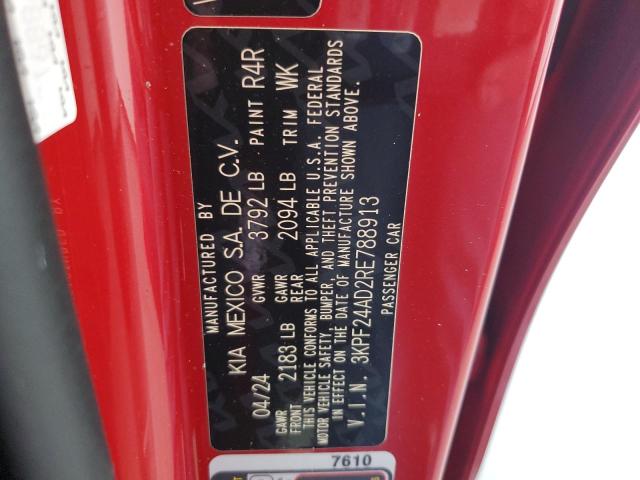 MANUFACTURED BY
KIA MEXICO S.A. DE C.V.
04/24 GVWR 3792 LB PAINT R4R
GAWR FRONT 2183 LB GAWR REAR 2094 LB TRIM WK
THIS VEHICLE CONFORMS TO ALL APPLICABLE U.S.A. FEDERAL
MOTOR VEHICLE SAFETY, BUMPER, AND THEFT PREVENTION STANDARDS
IN EFFECT ON THE DATE OF MANUFACTURE SHOWN ABOVE.
V.I.N. 3KPF24AD2RE788913
PASSENGER CAR
7610